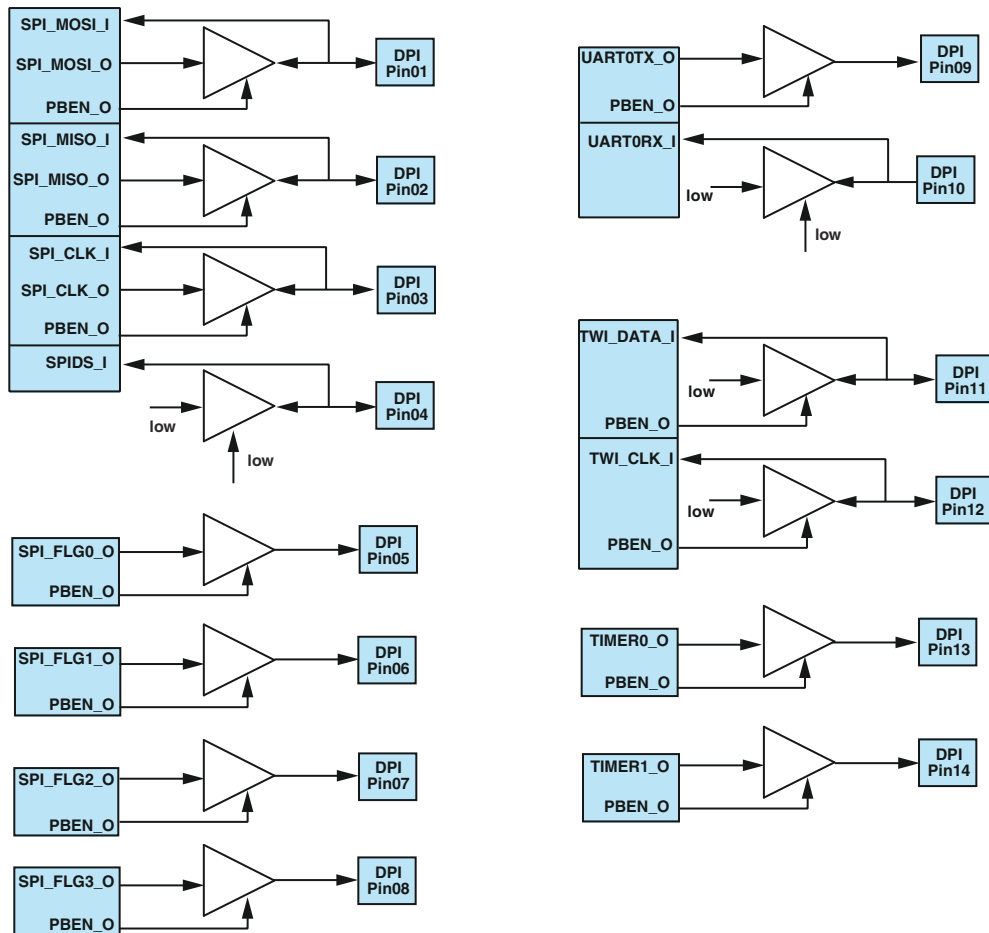 SPI_MOSI_I
SPI_MOSI_O
PBEN_O
DPI
Pin01
SPI_MISO_I
SPI_MISO_O
PBEN_O
DPI
Pin02
SPI_CLK_I
SPI_CLK_O
PBEN_O
DPI
Pin03
SPIDS_I
low
low
DPI
Pin04
SPI_FLG0_O
PBEN_O
DPI
Pin05
SPI_FLG1_O
PBEN_O
DPI
Pin06
SPI_FLG2_O
PBEN_O
DPI
Pin07
SPI_FLG3_O
PBEN_O
DPI
Pin08
UART0TX_O
PBEN_O
DPI
Pin09
UART0RX_I
low
low
DPI
Pin10
TWI_DATA_I
low
PBEN_O
DPI
Pin11
TWI_CLK_I
low
PBEN_O
DPI
Pin12
TIMER0_O
PBEN_O
DPI
Pin13
TIMER1_O
PBEN_O
DPI
Pin14